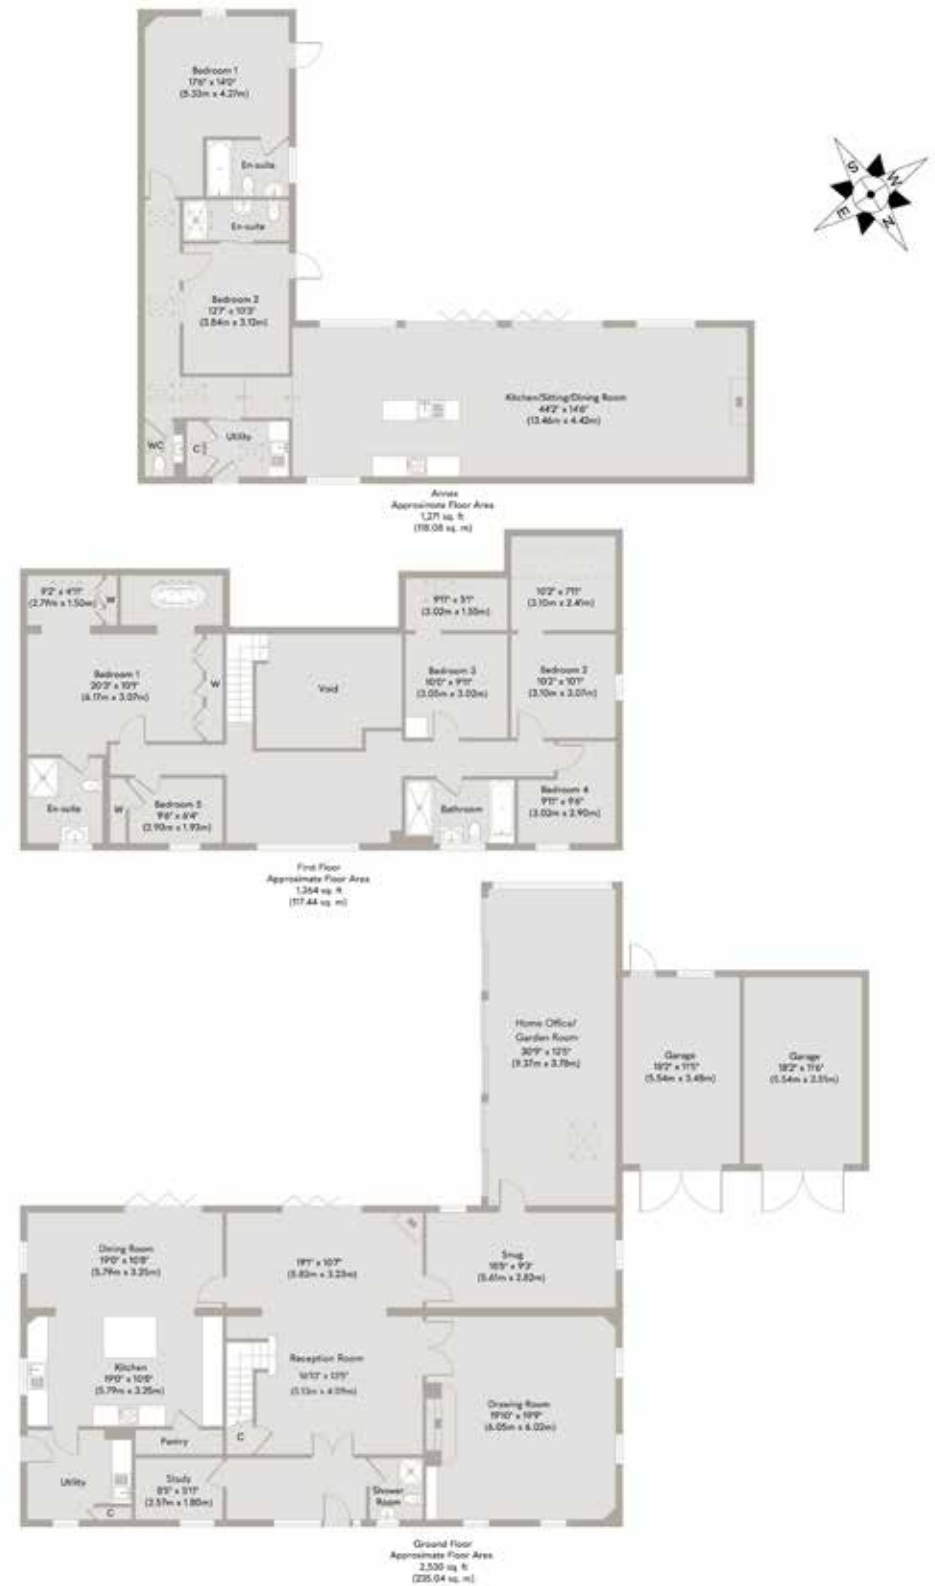 Bedroom 1
17'6" x 14'0"
(5.33m x 4.27m)
En-suite
En-suite
Bedroom 2
12'7" x 10'3"
(3.84m x 3.12m)
S
W
E
N
Kitchen/Sitting/Dining Room
44'2" x 14'6"
(13.46m x 4.42m)
WC
C
Utility
Annex
Approximate Floor Area
1,271 sq. ft
(118.08 sq. m)
9'2" x 4'11"
(2.79m x 1.50m)
W
9'11" x 5'1"
(3.02m x 1.55m)
10'2" x 7'11"
(3.10m x 2.41m)
Bedroom 1
20'3" x 10'1"
(6.17m x 3.07m)
W
Void
Bedroom 3
10'0" x 9'11"
(3.05m x 3.02m)
Bedroom 2
10'2" x 10'1"
(3.10m x 3.07m)
En-suite
W
Bedroom 5
9'6" x 6'4"
(2.90m x 1.93m)
Bathroom
Bedroom 4
9'11" x 9'6"
(3.02m x 2.90m)
First Floor
Approximate Floor Area
1,264 sq. ft
(117.44 sq. m)
Home Office/
Garden Room
30'9" x 12'5"
(9.37m x 3.78m)
Garage
18'2" x 11'5"
(5.54m x 3.48m)
Garage
18'2" x 11'6"
(5.54m x 3.51m)
Dining Room
19'0" x 10'8"
(5.79m x 3.25m)
19'1" x 10'7"
(5.82m x 3.23m)
Snug
18'5" x 9'3"
(5.61m x 2.82m)
Kitchen
19'0" x 10'8"
(5.79m x 3.25m)
Reception Room
16'10" x 13'5"
(5.13m x 4.09m)
Drawing Room
19'10" x 19'9"
(6.05m x 6.02m)
C
Pantry
Utility
C
Study
8'5" x 5'11"
(2.57m x 1.80m)
Shower
Room
Ground Floor
Approximate Floor Area
2,530 sq. ft
(235.04 sq. m)